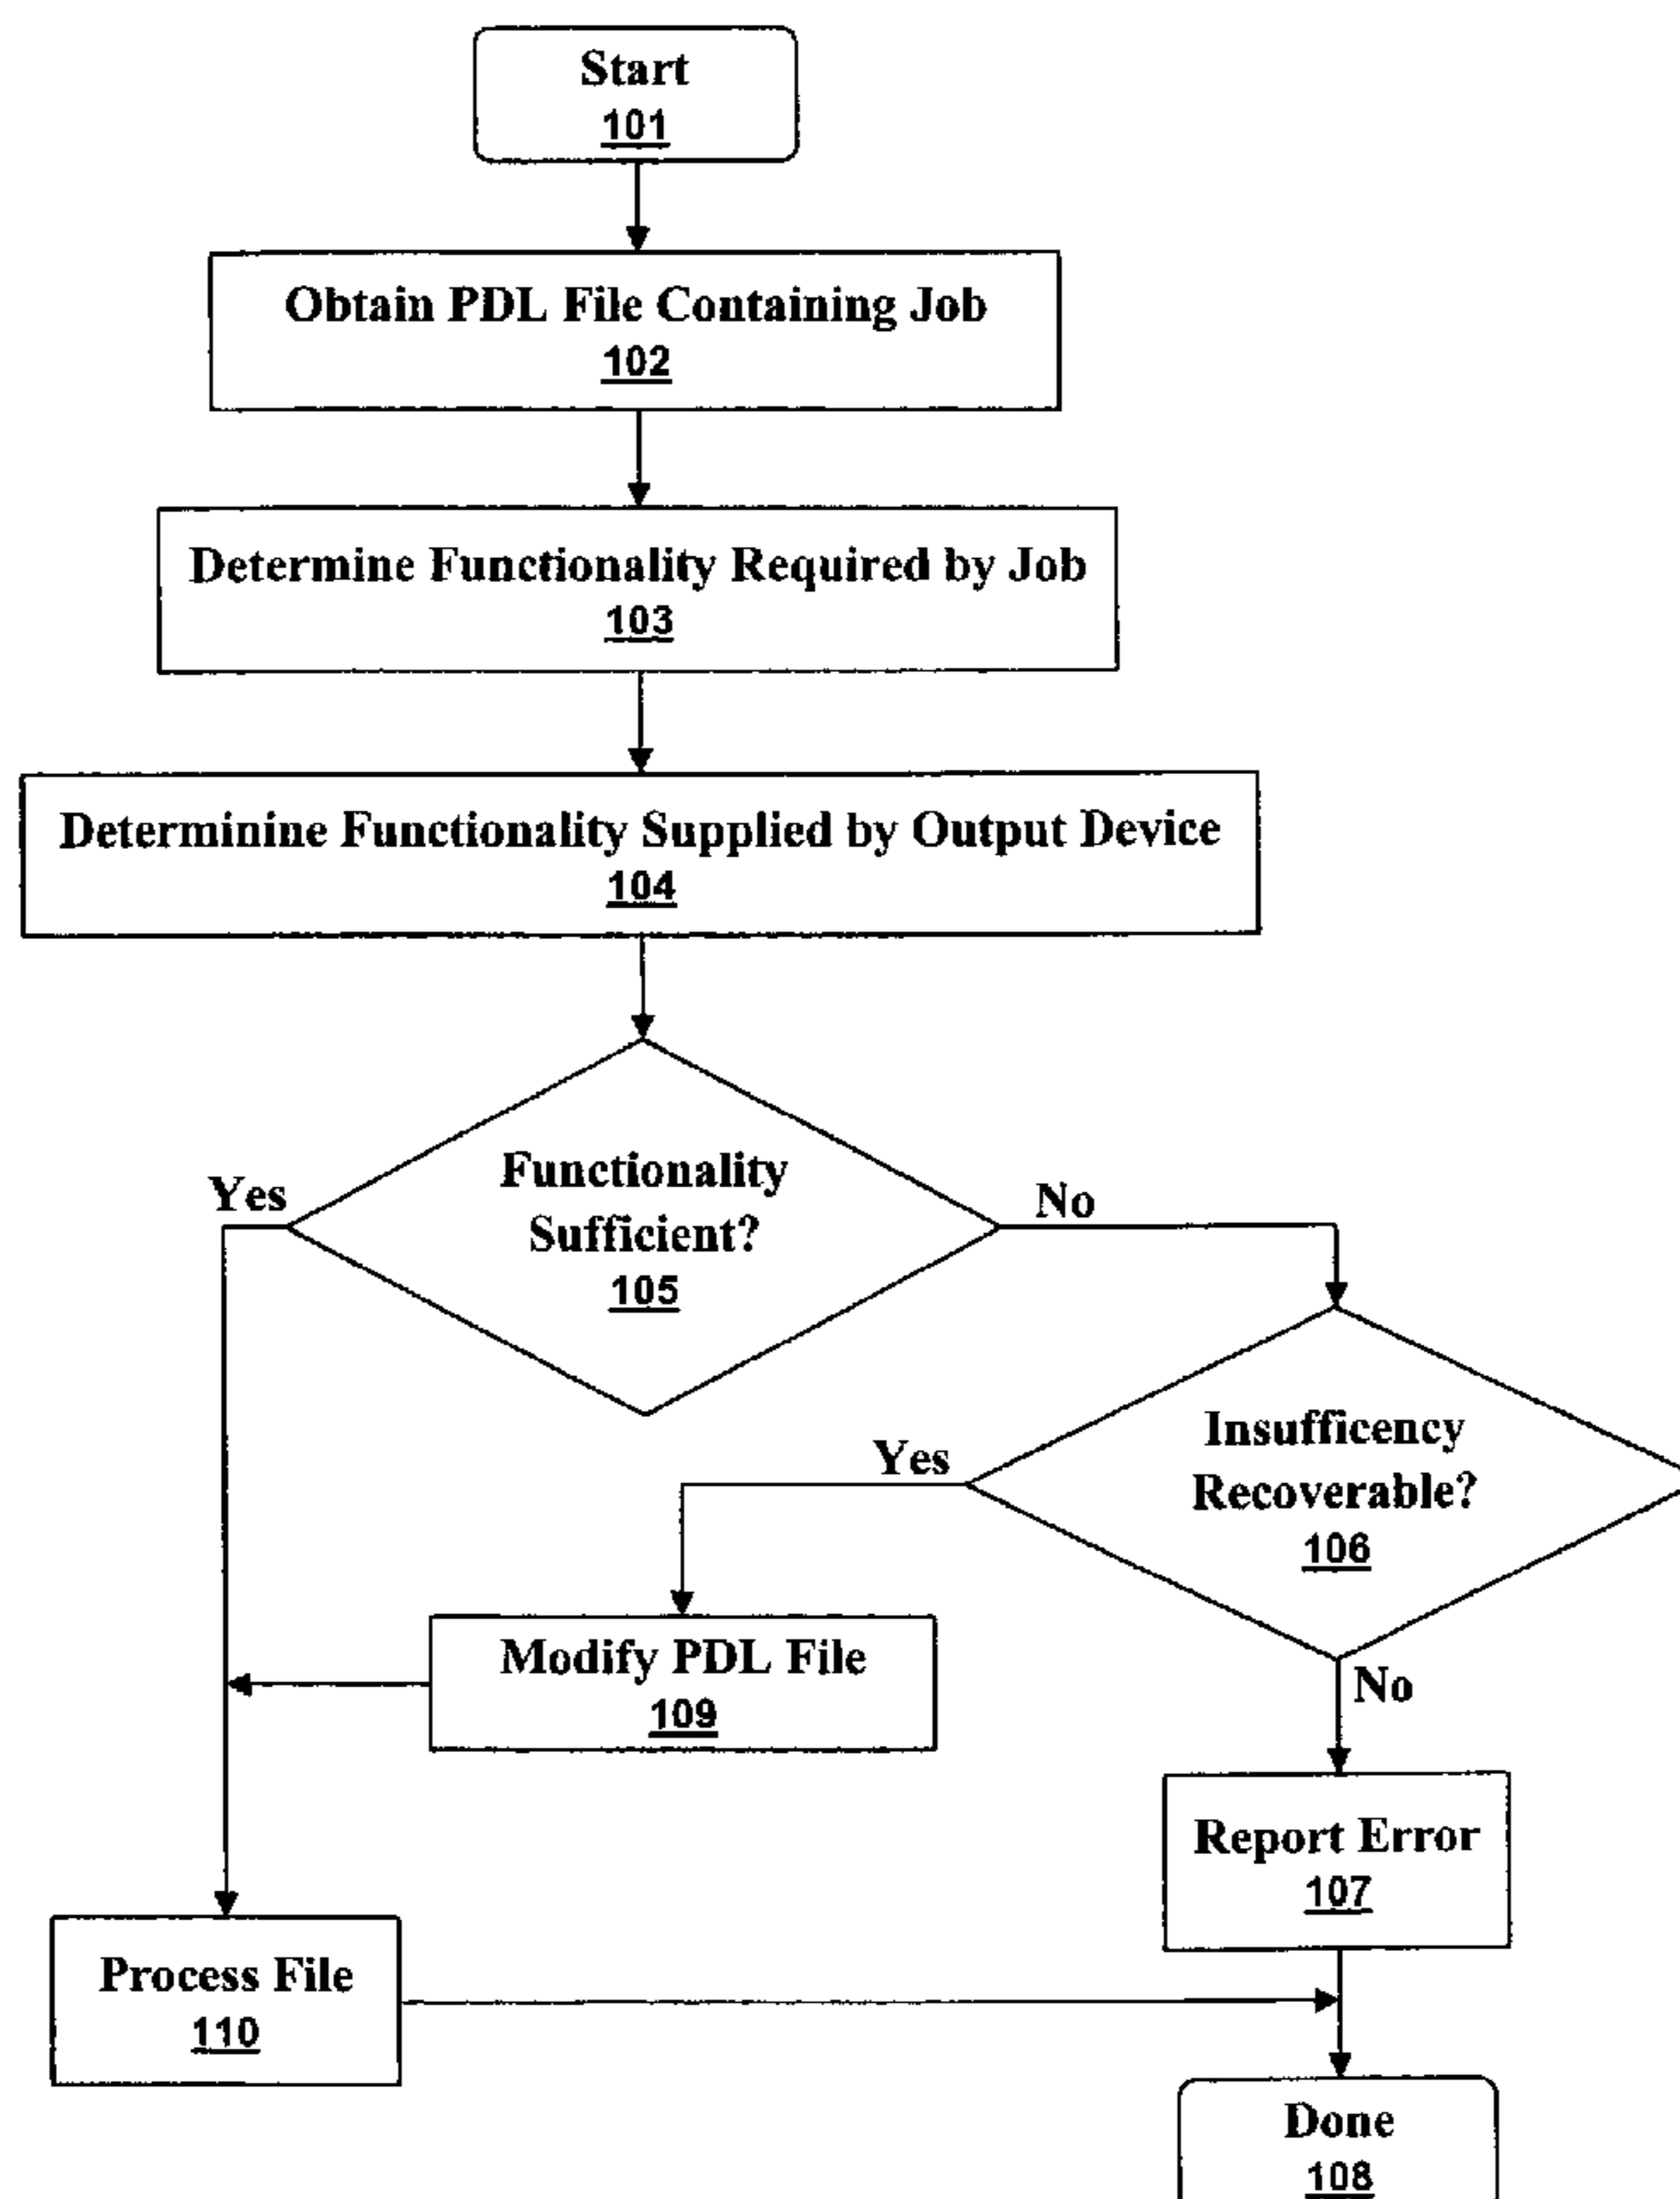 Start
101
Obtain PDL File Containing Job
102
Determine Functionality Required by Job
103
Determinine Functionality Supplied by Output Device
104
Functionality
Sufficient?
105
Yes
No
Insufficency
Recoverable?
106
Yes
No
Modify PDL File
109
Report Error
107
Process File
110
Done
108